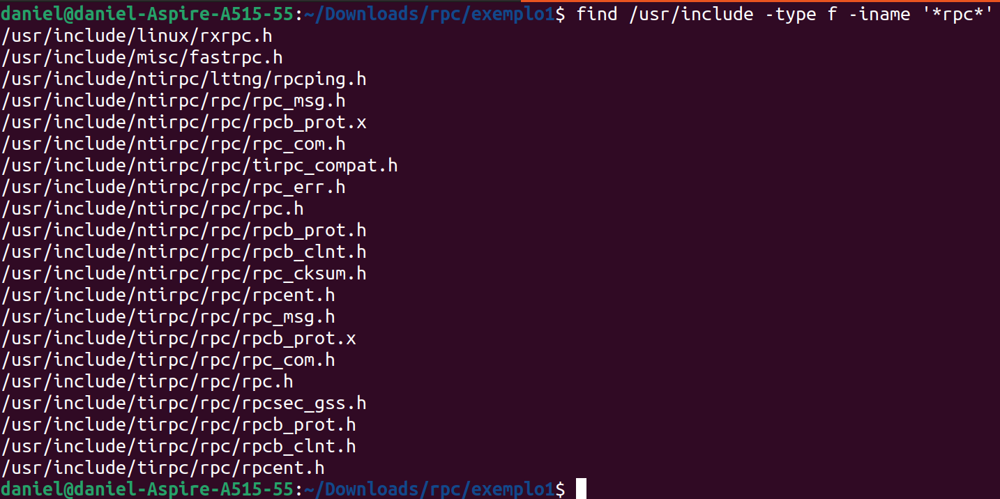 daniel@daniel-Aspire-A515-55:~/Downloads/rpc/exemplo1$ find /usr/include -type f -iname '*rpc*'
/usr/include/linux/rxrpc.h
/usr/include/misc/fastrpc.h
/usr/include/ntirpc/lttng/rpcping.h
/usr/include/ntirpc/rpc/rpc_msg.h
/usr/include/ntirpc/rpc/rpcb_prot.x
/usr/include/ntirpc/rpc/rpc_com.h
/usr/include/ntirpc/rpc/tirpc_compat.h
/usr/include/ntirpc/rpc/rpc_err.h
/usr/include/ntirpc/rpc/rpc.h
/usr/include/ntirpc/rpc/rpcb_prot.h
/usr/include/ntirpc/rpc/rpcb_clnt.h
/usr/include/ntirpc/rpc/rpc_cksum.h
/usr/include/ntirpc/rpc/rpcent.h
/usr/include/tirpc/rpc/rpc_msg.h
/usr/include/tirpc/rpc/rpcb_prot.x
/usr/include/tirpc/rpc/rpc_com.h
/usr/include/tirpc/rpc/rpc.h
/usr/include/tirpc/rpc/rpcsec_gss.h
/usr/include/tirpc/rpc/rpcb_prot.h
/usr/include/tirpc/rpc/rpcb_clnt.h
/usr/include/tirpc/rpc/rpcent.h
daniel@daniel-Aspire-A515-55:~/Downloads/rpc/exemplo1$